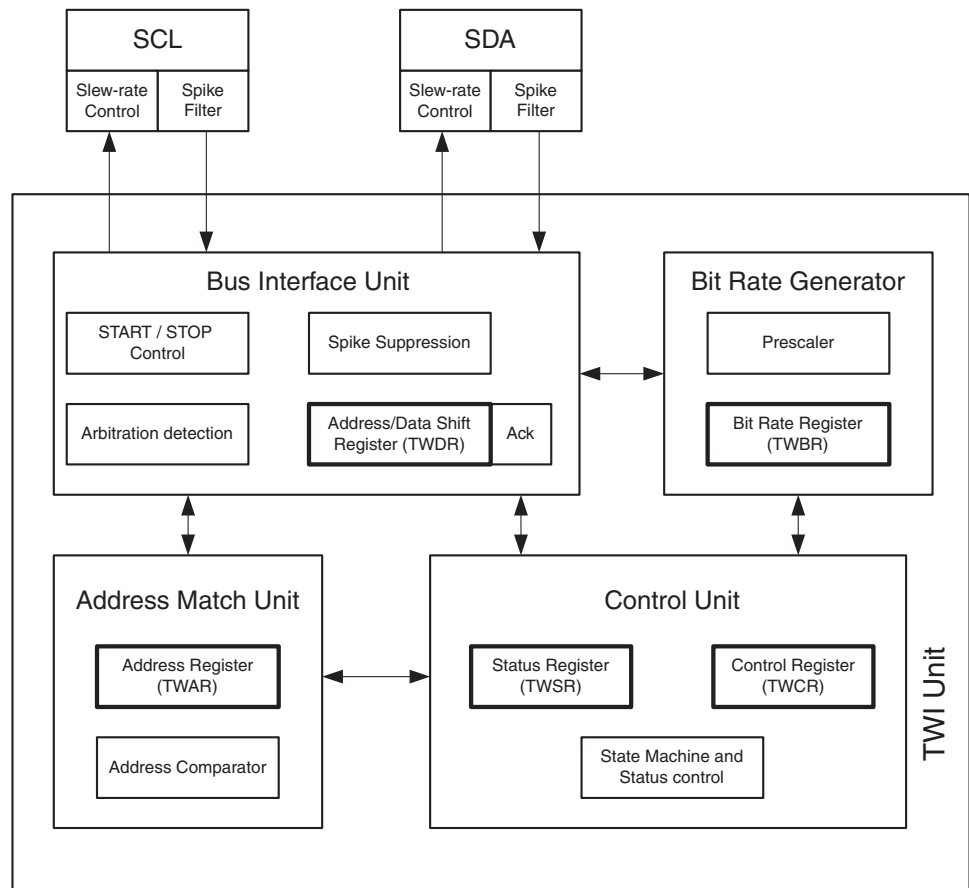 SCL
Slew-rate
Control
Spike
Filter
SDA
Slew-rate
Control
Spike
Filter
Bus Interface Unit
START / STOP
Control
Spike Suppression
Arbitration detection
Address/Data Shift
Register (TWDR)
Ack
Bit Rate Generator
Prescaler
Bit Rate Register
(TWBR)
Address Match Unit
Address Register
(TWAR)
Address Comparator
Control Unit
Status Register
(TWSR)
Control Register
(TWCR)
State Machine and
Status control
TWI Unit